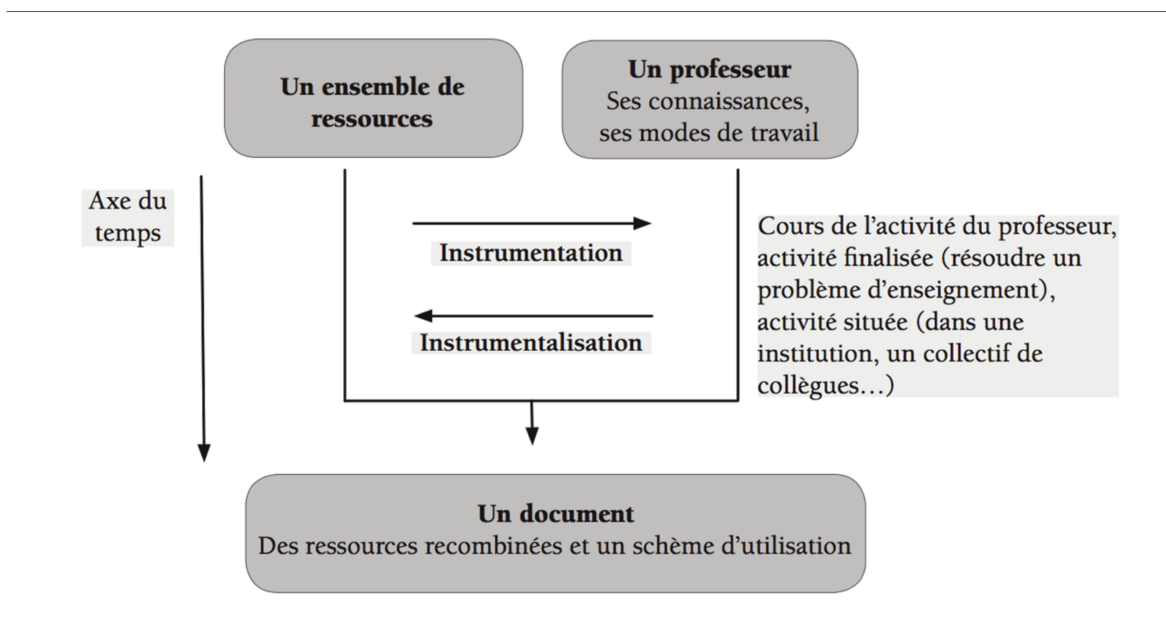 Un ensemble de
ressources
Un professeur
Ses connaissances,
ses modes de travail
Axe du
temps
Instrumentation
Instrumentalisation
Cours de l’activité du professeur,
activité finalisée (résoudre un
problème d’enseignement),
activité située (dans une
institution, un collectif de
collègues…)
Un document
Des ressources recombinées et un schème d’utilisation